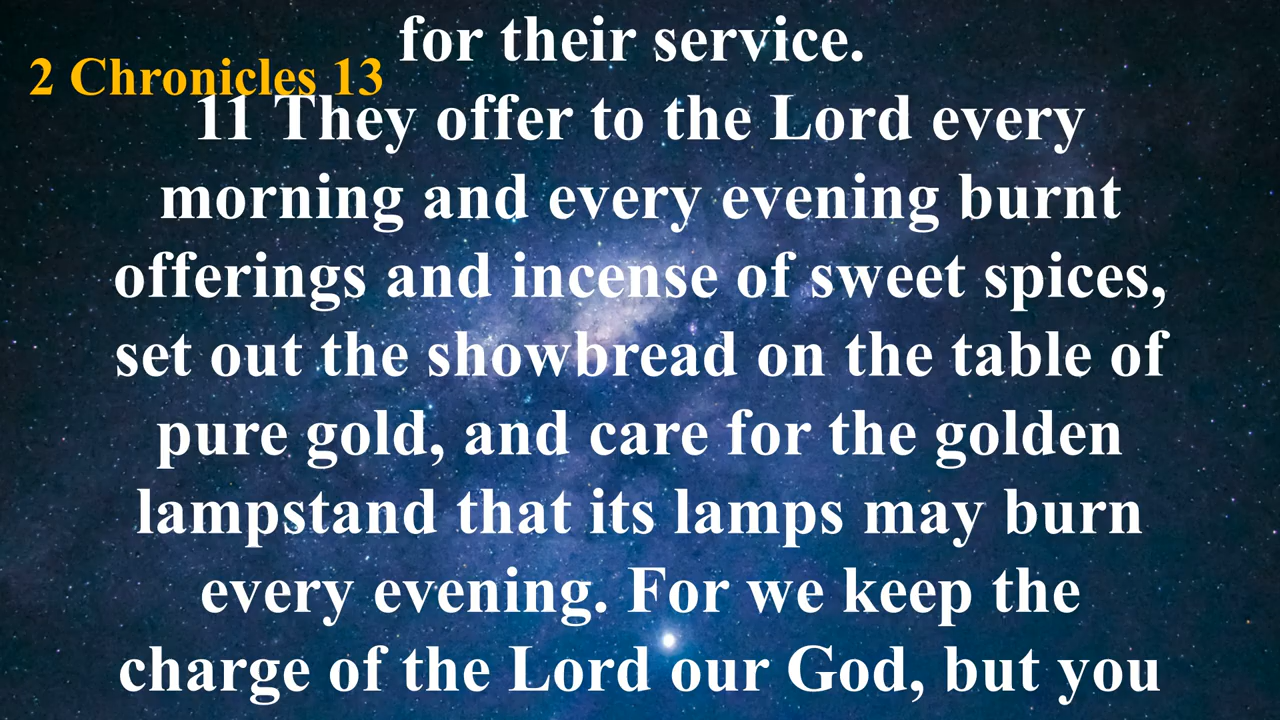 for their service.
2 Chronicles 13
11 They offer to the Lord every
morning and every evening burnt
offerings and incense of sweet spices,
set out the showbread on the table of
pure gold, and care for the golden
lampstand that its lamps may burn
every evening. For we keep the
charge of the Lord our God, but you